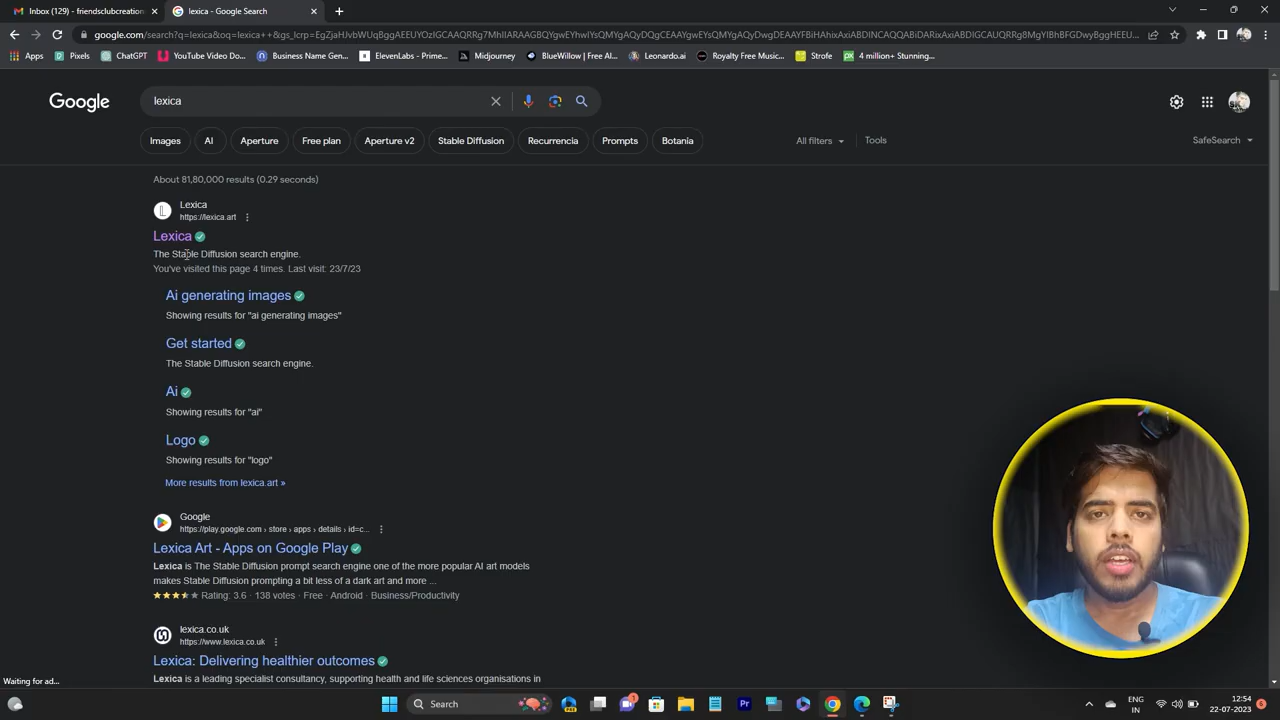 Inbox (129) - friendsclubcreation
lexica - Google Search
google.com/search?q=lexica&oq=lexica++&gs_lcrp=
Apps
Pixels
ChatGPT
YouTube Video Do...
Business Name Gen...
ElevenLabs - Prime...
Midjourney
BlueWillow | Free AI...
Leonardo.ai
Royalty Free Music...
Strofe
4 million+ Stunning...
Google
lexica
Images
AI
Aperture
Free plan
Aperture v2
Stable Diffusion
Recurrencia
Prompts
Botania
All filters
Tools
SafeSearch
About 81,80,000 results (0.29 seconds)
Lexica
https://lexica.art
Lexica
The Stable Diffusion search engine.
You've visited this page 4 times. Last visit: 23/7/23
Ai generating images
Showing results for "ai generating images"
Get started
The Stable Diffusion search engine.
Ai
Showing results for "ai"
Logo
Showing results for "logo"
More results from lexica.art »
Google
https://play.google.com › store › apps › details › id=c...
Lexica Art - Apps on Google Play
Lexica is The Stable Diffusion prompt search engine one of the more popular AI art models
makes Stable Diffusion prompting a bit less of a dark art and more ...
Rating: 3.6 · 138 votes · Free · Android · Business/Productivity
lexica.co.uk
https://www.lexica.co.uk
Lexica: Delivering healthier outcomes
Lexica is a leading specialist consultancy, supporting health and life sciences organisations in
Waiting for ad...
Search
ENG
IN
12:54
22-07-2023